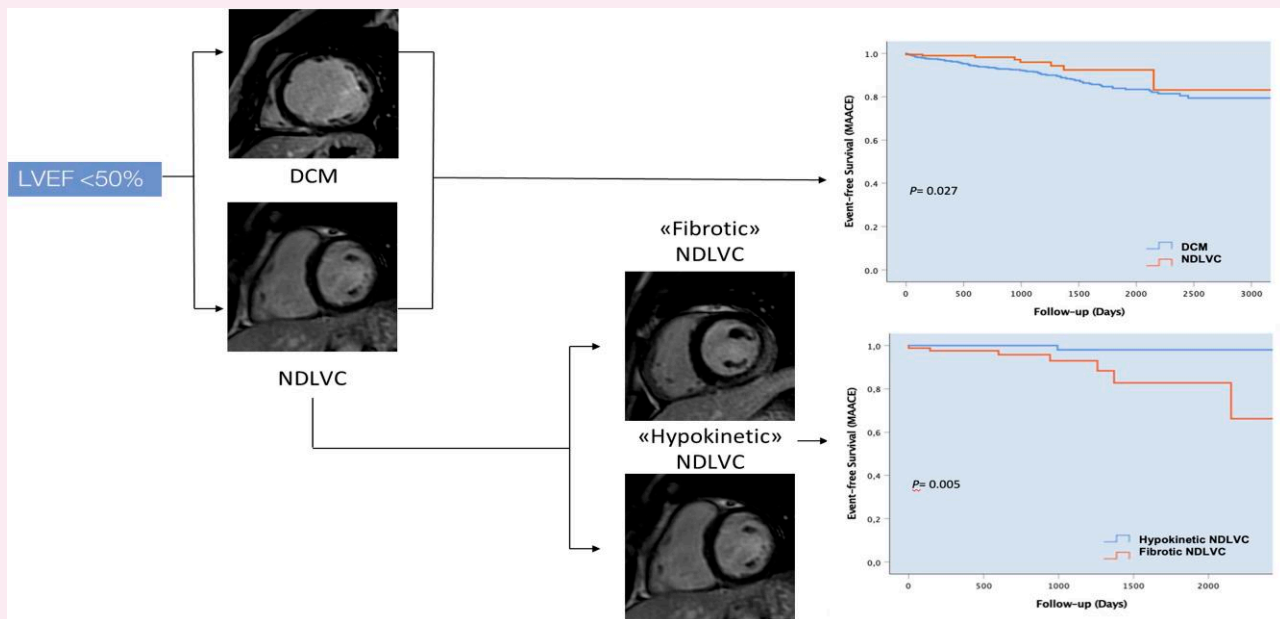 LVEF <50%
DCM
NDLVC
«Fibrotic»
NDLVC
«Hypokinetic»
NDLVC
Event-free Survival (MAACE)
1.0
0.8
0.6
0.4
0.2
0.0
P= 0.027
DCM
NDLVC
0
500
1000
1500
2000
2500
3000
Follow-up (Days)
Event-free Survival (MAACE)
1,0
0,8
0,6
0,4
0,2
0,0
P= 0.005
Hypokinetic NDLVC
Fibrotic NDLVC
0
500
1000
1500
2000
Follow-up (Days)